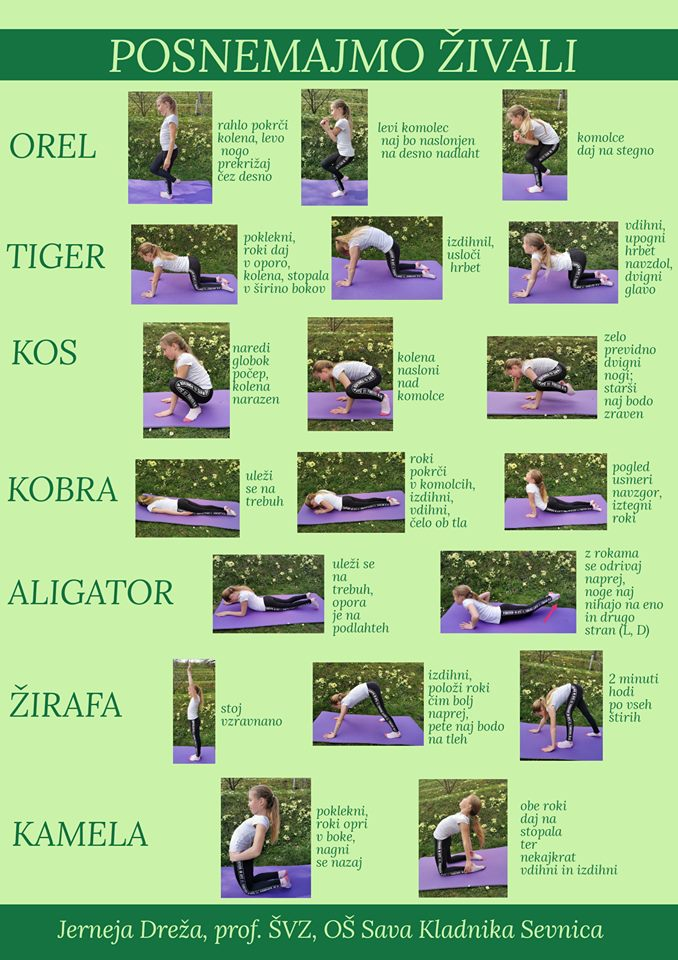 POSNEMAJMO ŽIVALI
OREL
rahlo pokrči
kolena, levo
nogo
prekrižaj
čez desno
levi komolec
naj bo naslonjen
na desno nadlaht
komolce
daj na stegno
TIGER
poklekni,
roki daj
v oporo,
kolena, stopala
v širino bokov
izdihnil,
usloči
hrbet
vdihni,
upogni
hrbet
navzdol,
dvigni
glavo
KOS
naredi
globok
počep,
kolena
narazen
kolena
nasloni
nad
komolce
zelo
previdno
dvigni
nogi;
starši
naj bodo
zraven
KOBRA
uleži
se na
trebuh
roki
pokrči
v komolcih,
izdihni,
vdihni,
čelo ob tla
pogled
usmeri
navzgor,
iztegni
roki
ALIGATOR
uleži se
na
trebuh,
opora
je na
podlahteh
z rokama
se odrivaj
naprej,
noge naj
nihajo na eno
in drugo
stran (L, D)
ŽIRAFA
stoj
vzravnano
izdihni,
položi roki
čim bolj
naprej,
pete naj bodo
na tleh
2 minuti
hodi
po vseh
štirih
KAMELA
poklekni,
roki opri
v boke,
nagni
se nazaj
obe roki
daj na
stopala
ter
nekajkrat
vdihni in izdihni
Jerneja Dreža, prof. ŠVZ, OŠ Sava Kladnika Sevnica